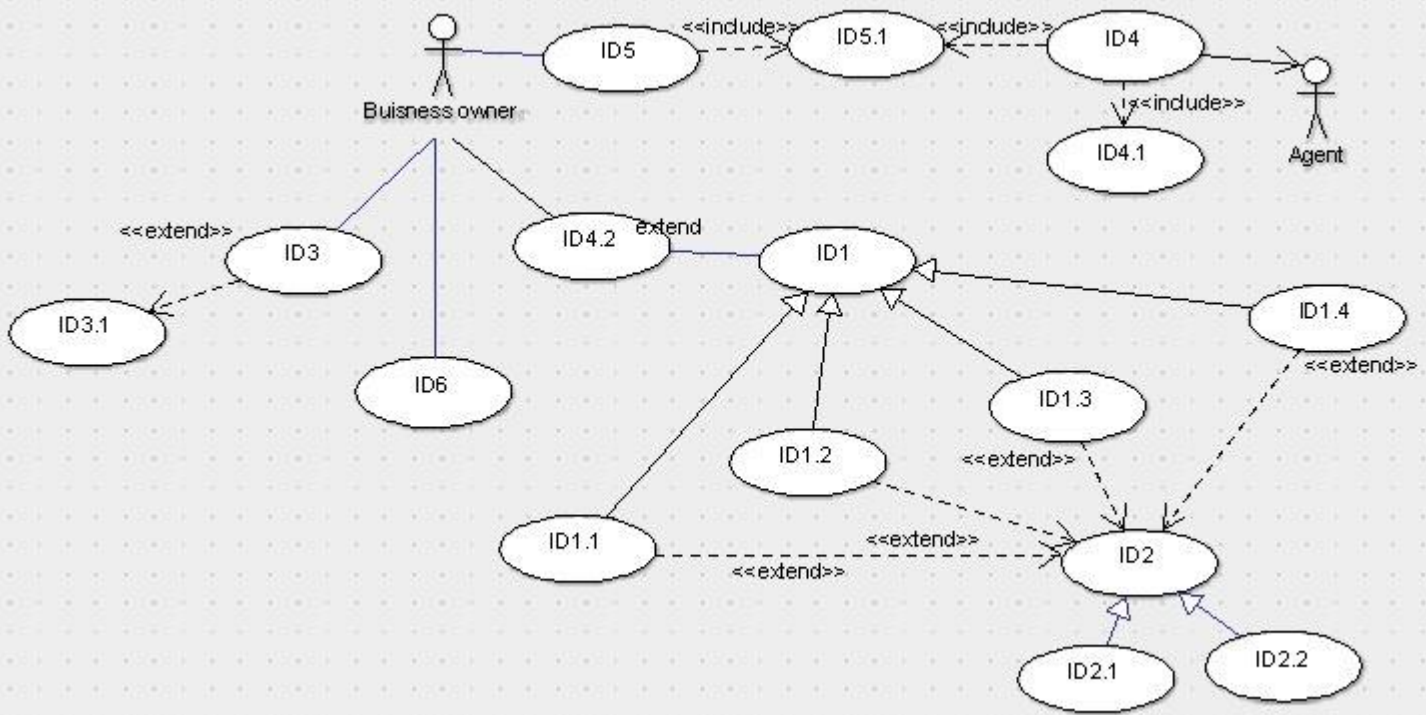 <<include>>
<<include>>
ID5
ID5.1
ID4
Buisness owner
<<include>>
ID4.1
Agent
<<extend>>
ID3
ID4.2
extend
ID1
ID3.1
ID1.4
<<extend>>
ID6
ID1.3
ID1.2
<<extend>>
ID1.1
<<extend>>
ID2
<<extend>>
ID2.1
ID2.2